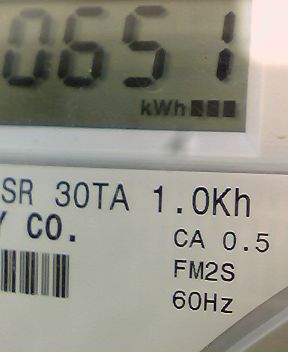 0651
kWh
SR 30TA 1.0Kh
Y CO.
CA 0.5
FM2S
60Hz